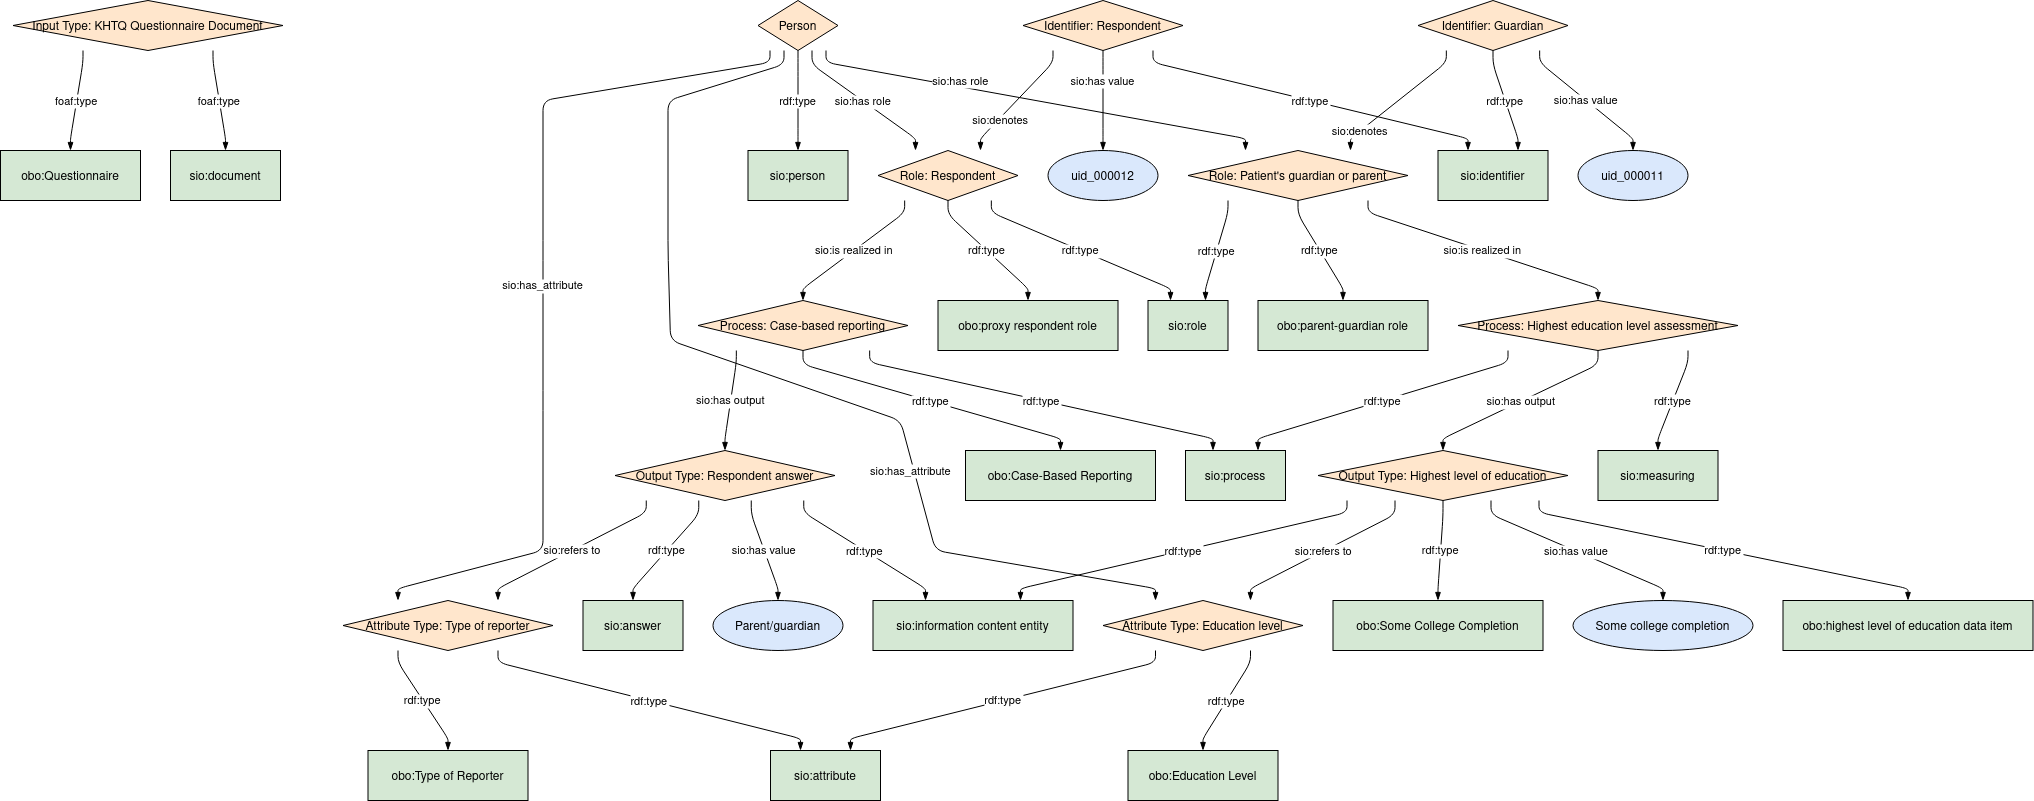 Input Type: KHTQ Questionnaire Document
Person
Identifier: Respondent
Identifier: Guardian
sio:has role
sio:has value
foaf:type
foaf:type
rdf:type
sio:has role
rdf:type
rdf:type
sio:has value
sio:denotes
sio:denotes
obo:Questionnaire
sio:document
sio:person
Role: Respondent
uid_000012
Role: Patient's guardian or parent
sio:identifier
uid_000011
sio:is realized in
rdf:type
rdf:type
rdf:type
rdf:type
sio:is realized in
sio:has_attribute
Process: Case-based reporting
obo:proxy respondent role
sio:role
obo:parent-guardian role
Process: Highest education level assessment
sio:has output
rdf:type
rdf:type
rdf:type
sio:has output
rdf:type
sio:has_attribute
Output Type: Respondent answer
obo:Case-Based Reporting
sio:process
Output Type: Highest level of education
sio:measuring
sio:refers to
rdf:type
sio:has value
rdf:type
rdf:type
sio:refers to
rdf:type
sio:has value
rdf:type
Attribute Type: Type of reporter
sio:answer
Parent/guardian
sio:information content entity
Attribute Type: Education level
obo:Some College Completion
Some college completion
obo:highest level of education data item
rdf:type
rdf:type
rdf:type
rdf:type
obo:Type of Reporter
sio:attribute
obo:Education Level